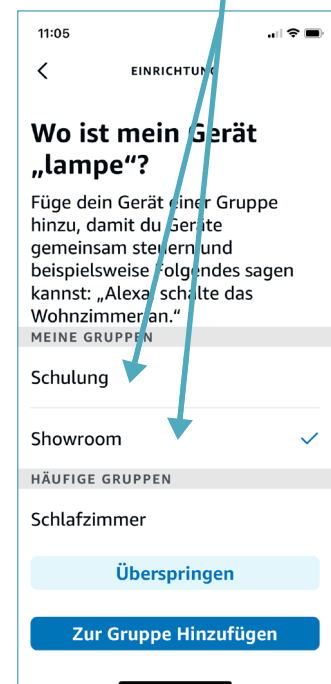 11:05
EINRICHTUNG
Wo ist mein Gerät
„lampe“?
Füge dein Gerät einer Gruppe
hinzu, damit du Geräte
gemeinsam steuern und
beispielsweise Folgendes sagen
kannst: „Alexa, schalte das
Wohnzimmer an.“
MEINE GRUPPEN
Schulung
Showroom
HÄUFIGE GRUPPEN
Schlafzimmer
Überspringen
Zur Gruppe Hinzufügen